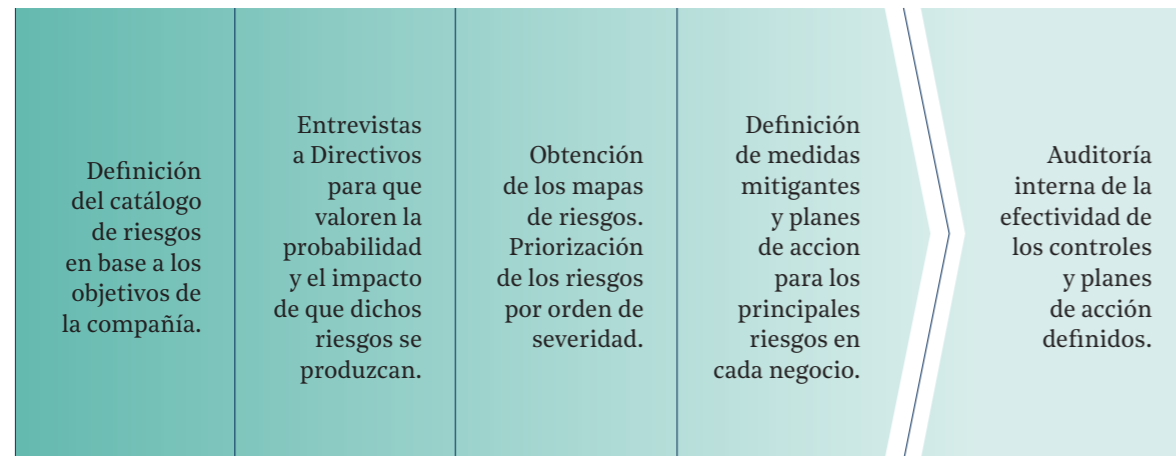 Definición
del catálogo
de riesgos
en base a los
objetivos de
la compañía.
Entrevistas
a Directivos
para que
valoren la
probabilidad
y el impacto
de que dichos
riesgos se
produzcan.
Obtención
de los mapas
de riesgos.
Priorización
de los riesgos
por orden de
severidad.
Definición
de medidas
mitigantes
y planes
de accion
para los
principales
riesgos en
cada negocio.
Auditoría
interna de la
efectividad de
los controles
y planes
de acción
definidos.